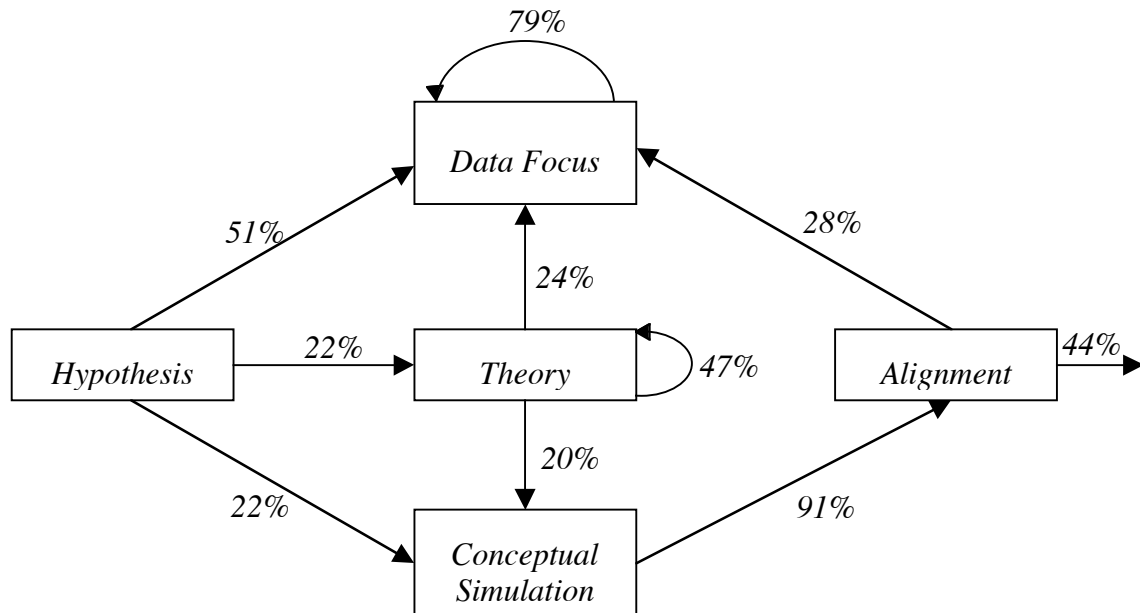 79%
Data Focus
51%
28%
24%
Hypothesis
22%
Theory
47%
Alignment
44%
20%
22%
91%
Conceptual
Simulation